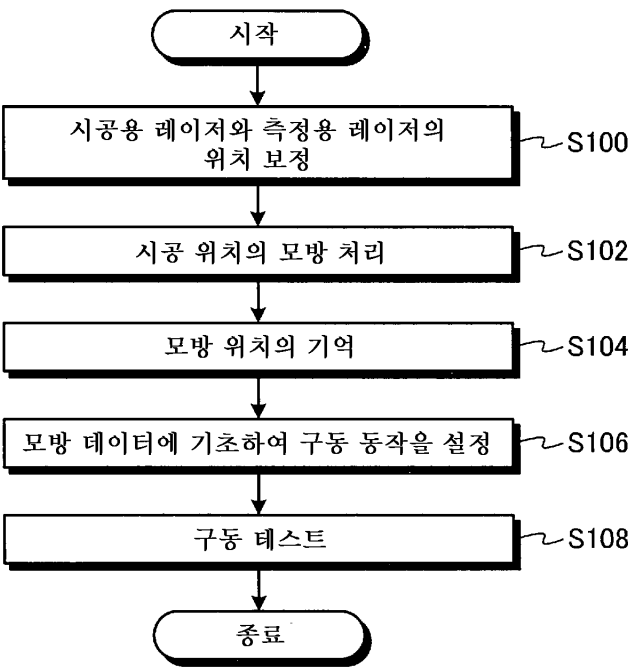 시작
시공용 레이저와 측정용 레이저의
위치 보정
S100
시공 위치의 모방 처리
S102
모방 위치의 기억
S104
모방 데이터에 기초하여 구동 동작을 설정
S106
구동 테스트
S108
종료